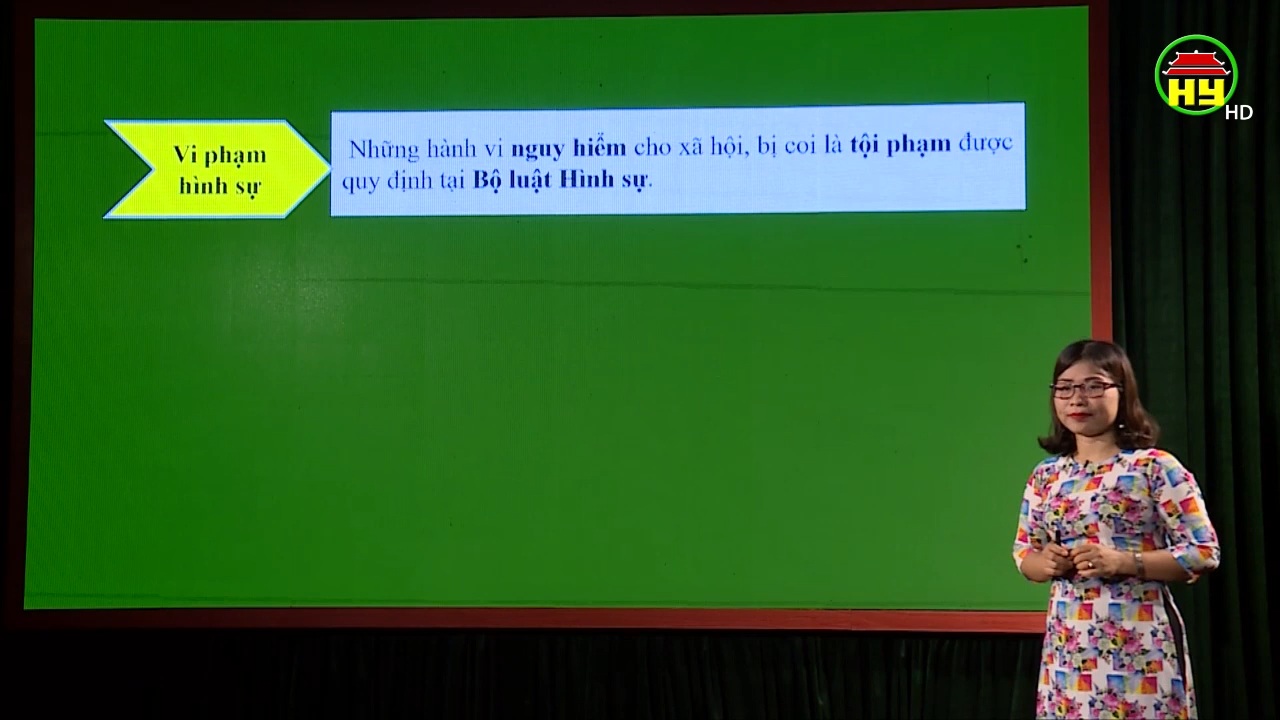 HY
HD
Vi phạm
hình sự
Những hành vi nguy hiểm cho xã hội, bị coi là tội phạm được
quy định tại Bộ luật Hình sự.